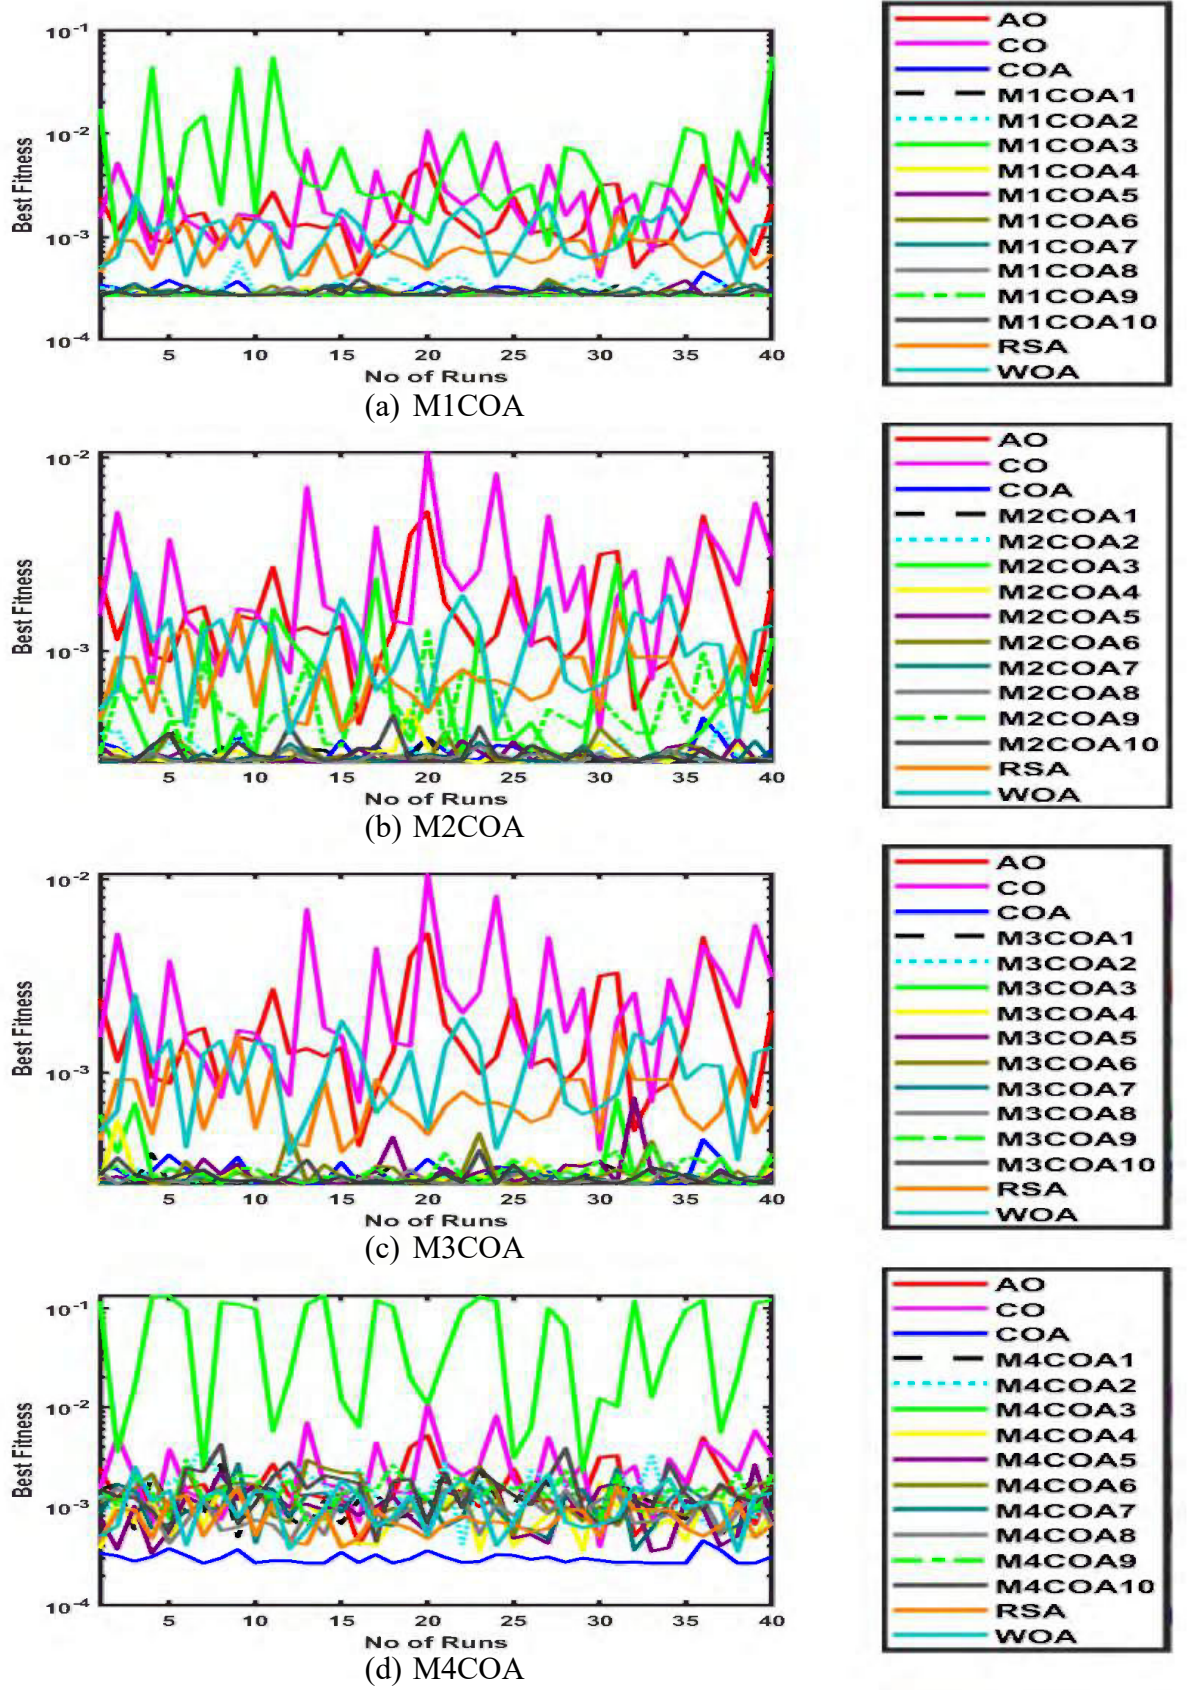 10-1
10-2
10-3
10-4
Best Fitness
5 10 15 20 25 30 35 40
No of Runs
(a) M1COA
AO
CO
COA
M1COA1
M1COA2
M1COA3
M1COA4
M1COA5
M1COA6
M1COA7
M1COA8
M1COA9
M1COA10
RSA
WOA
10-2
10-3
Best Fitness
5 10 15 20 25 30 35 40
No of Runs
(b) M2COA
AO
CO
COA
M2COA1
M2COA2
M2COA3
M2COA4
M2COA5
M2COA6
M2COA7
M2COA8
M2COA9
M2COA10
RSA
WOA
10-2
10-3
Best Fitness
5 10 15 20 25 30 35 40
No of Runs
(c) M3COA
AO
CO
COA
M3COA1
M3COA2
M3COA3
M3COA4
M3COA5
M3COA6
M3COA7
M3COA8
M3COA9
M3COA10
RSA
WOA
10-1
10-2
10-3
10-4
Best Fitness
5 10 15 20 25 30 35 40
No of Runs
(d) M4COA
AO
CO
COA
M4COA1
M4COA2
M4COA3
M4COA4
M4COA5
M4COA6
M4COA7
M4COA8
M4COA9
M4COA10
RSA
WOA